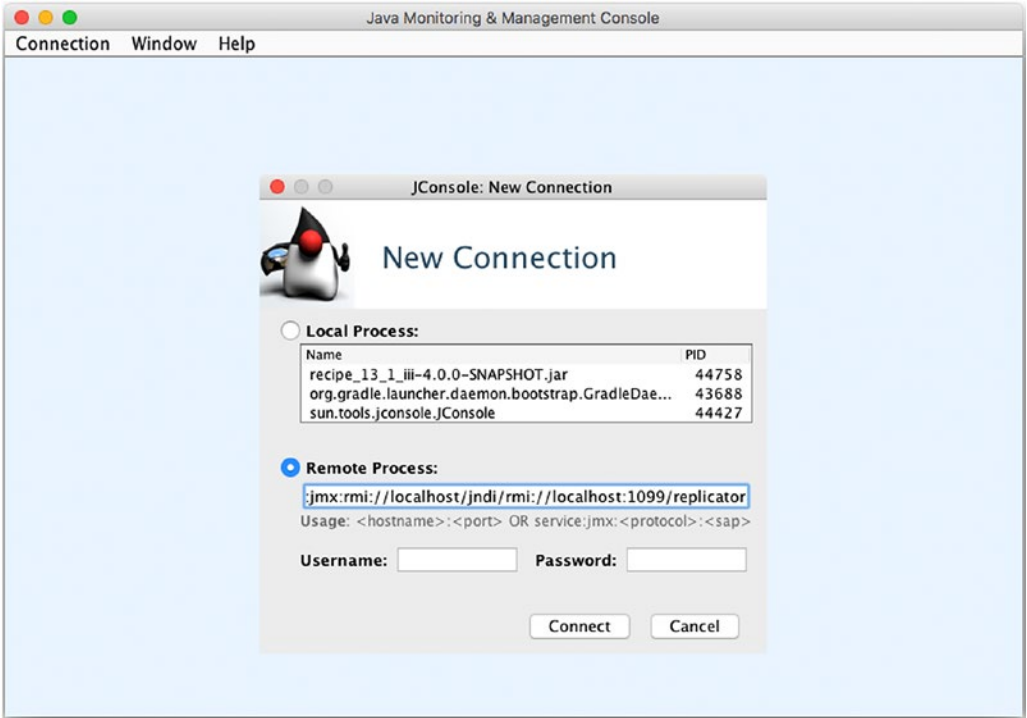 Java Monitoring & Management Console
Connection Window Help
JConsole: New Connection
New Connection
Local Process:
Name PID
recipe_13_1_iii-4.0.0-SNAPSHOT.jar 44758
org.gradle.launcher.daemon.bootstrap.GradleDae... 43688
sun.tools.jconsole.JConsole 44427
Remote Process:
:jmx:rmi://localhost/jndi/rmi://localhost:1099/replicator
Usage: <hostname>:<port> OR service:jmx:<protocol>:<sap>
Username: Password:
Connect Cancel